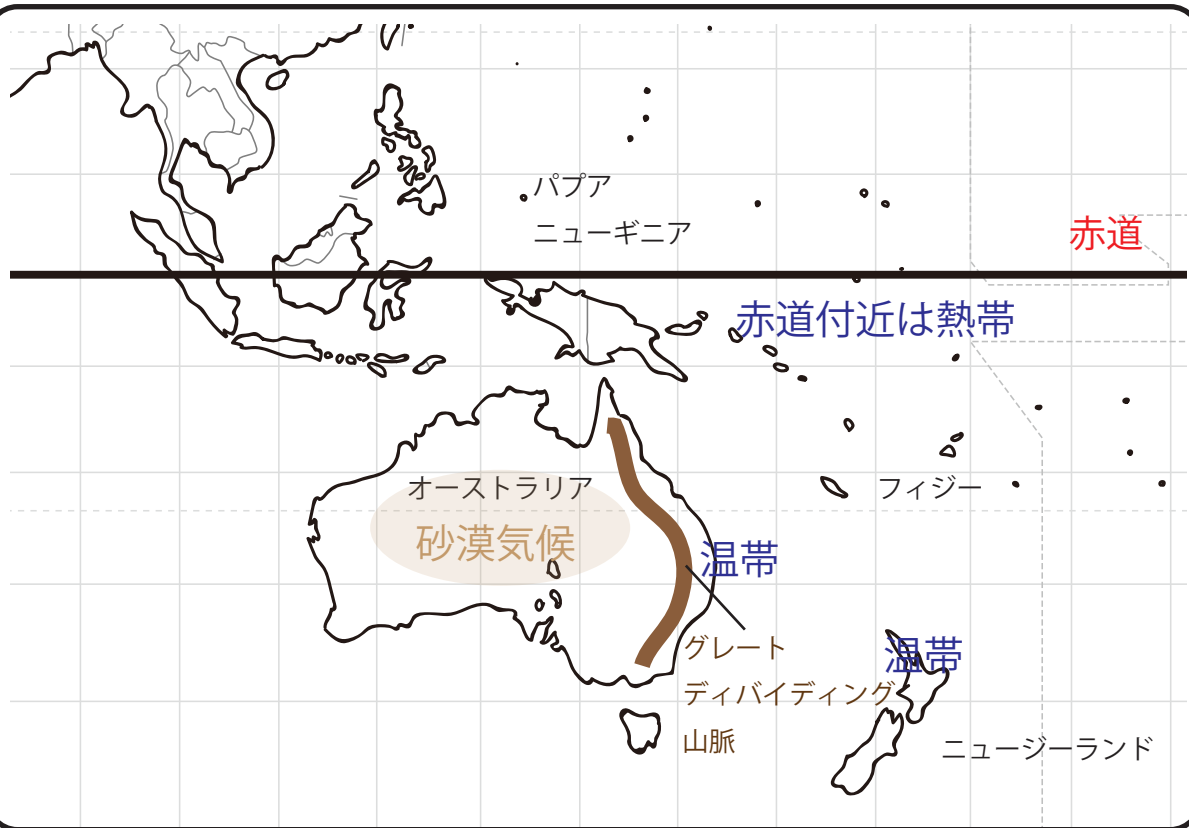 パプア
ニューギニア
赤道
赤道付近は熱帯
オーストラリア
フィジー
砂漠気候
温帯
グレート
ディバイディング
山脈
温帯
ニュージーランド